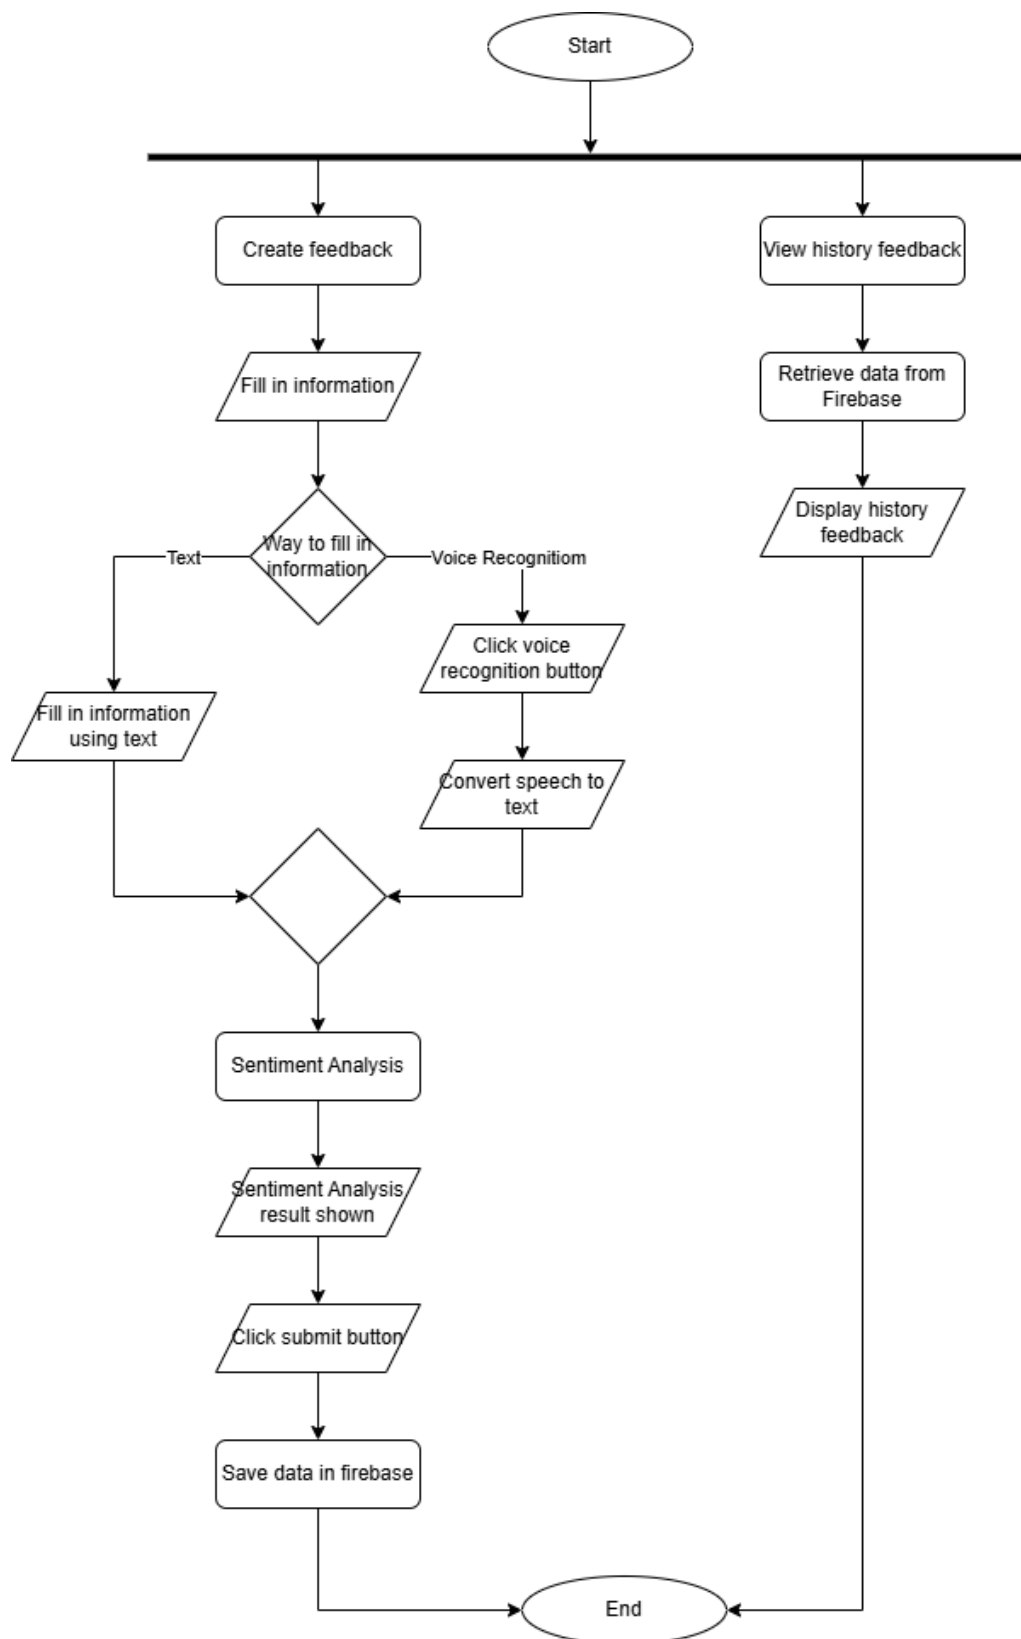 Start
Create feedback
View history feedback
Fill in information
Retrieve data from
Firebase
Way to fill in
information
Text
Voice Recognitiom
Display history
feedback
Click voice
recognition button
Fill in information
using text
Convert speech to
text
Sentiment Analysis
Sentiment Analysis
result shown
Click submit button
Save data in firebase
End